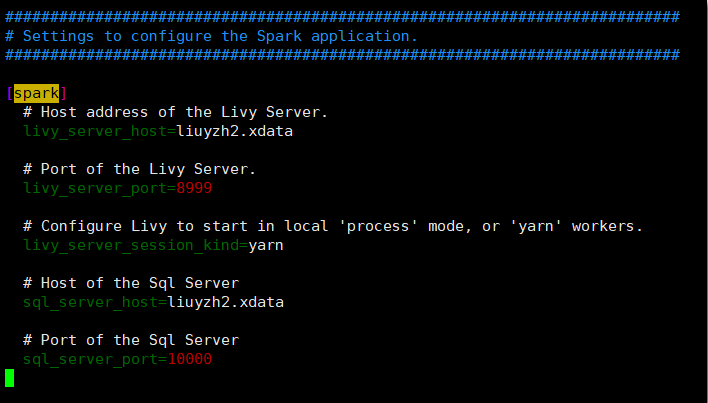 ###########################################################################
# Settings to configure the Spark application.
###########################################################################
[spark]
# Host address of the Livy Server.
livy_server_host=liuyzh2.xdata
# Port of the Livy Server.
livy_server_port=8999
# Configure Livy to start in local 'process' mode, or 'yarn' workers.
livy_server_session_kind=yarn
# Host of the Sql Server
sql_server_host=liuyzh2.xdata
# Port of the Sql Server
sql_server_port=10000